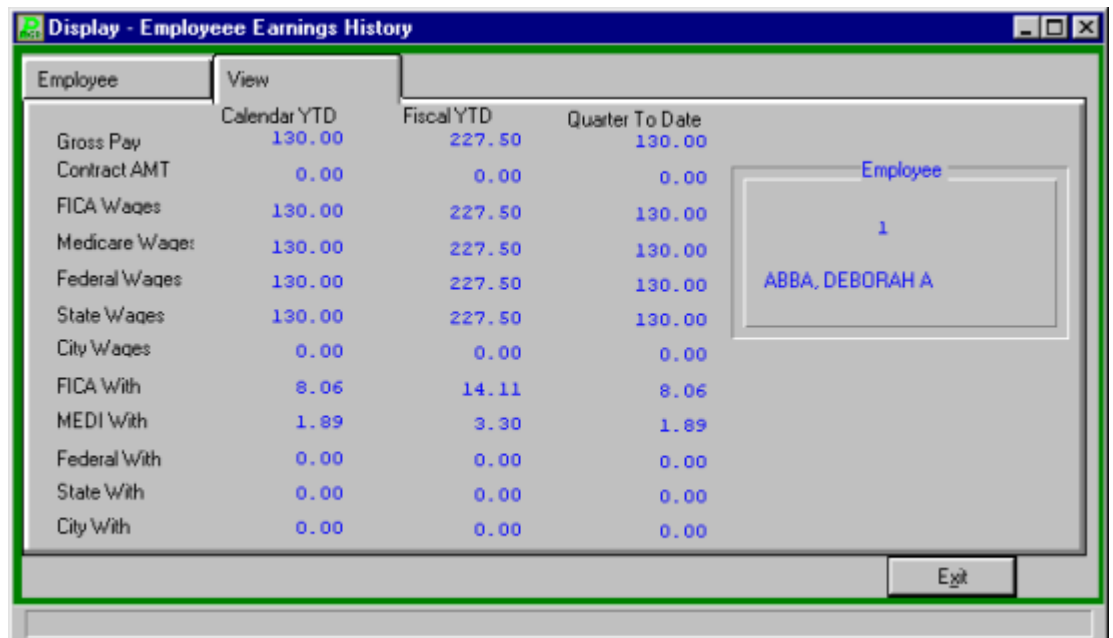 Display - Employeee Earnings History
Employee View
Calendar YTD Fiscal YTD Quarter To Date
Gross Pay 130.00 227.50 130.00
Contract AMT 0.00 0.00 0.00
Employee
FICA Wages 130.00 227.50 130.00
1
Medicare Wages 130.00 227.50 130.00
Federal Wages 130.00 227.50 130.00
ABBA, DEBORAH A
State Wages 130.00 227.50 130.00
City Wages 0.00 0.00 0.00
FICA With 8.06 14.11 8.06
MEDI With 1.89 3.30 1.89
Federal With 0.00 0.00 0.00
State With 0.00 0.00 0.00
City With 0.00 0.00 0.00
Exit